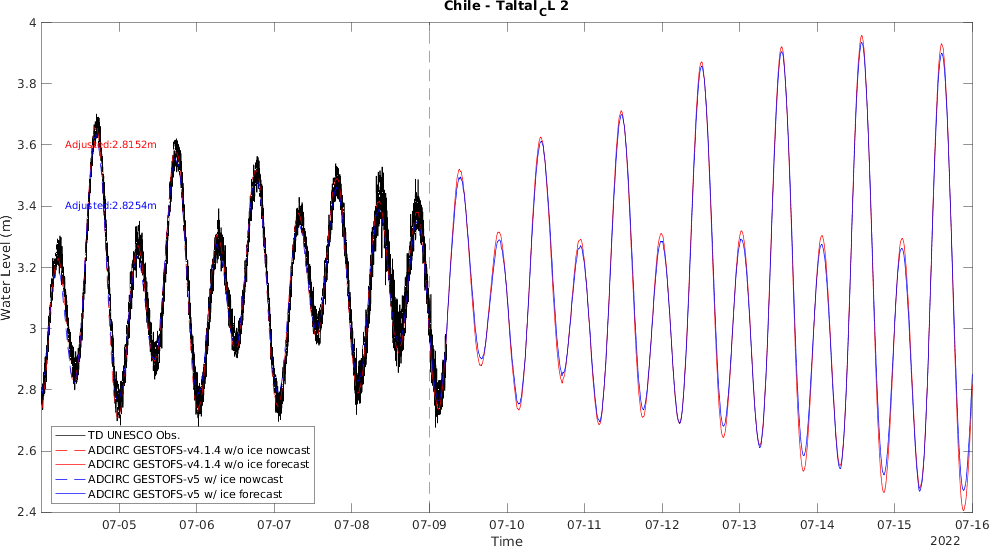 Chile - Taltal_CL 2
Water Level (m)
4
3.8
3.6
3.4
3.2
3
2.8
2.6
2.4
Adjusted:2.8152m
Adjusted:2.8254m
TD UNESCO Obs.
ADCIRC GESTOFS-v4.1.4 w/o ice nowcast
ADCIRC GESTOFS-v4.1.4 w/o ice forecast
ADCIRC GESTOFS-v5 w/ ice nowcast
ADCIRC GESTOFS-v5 w/ ice forecast
07-05 07-06 07-07 07-08 07-09 07-10 07-11 07-12 07-13 07-14 07-15 07-16
Time
2022